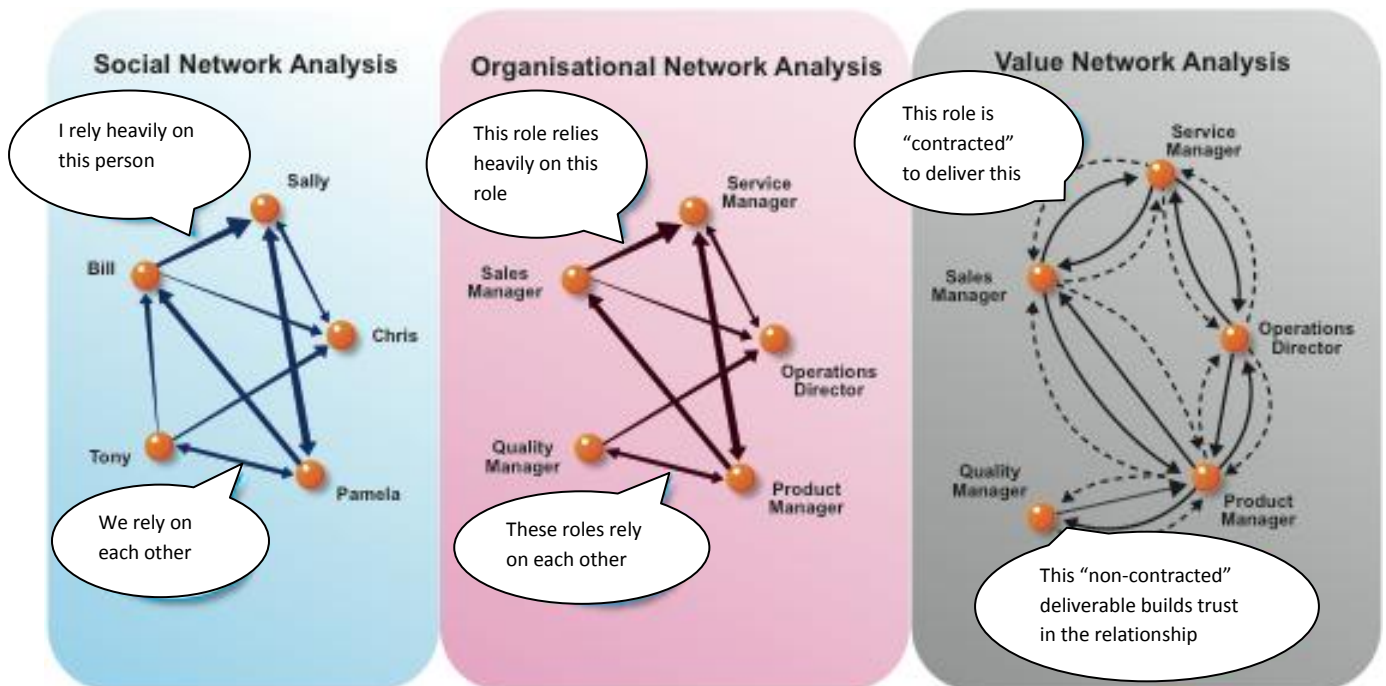 Social Network Analysis
I rely heavily on
this person
Sally
Bill
Chris
Tony
Pamela
We rely on
each other
Organisational Network Analysis
This role relies
heavily on this
role
Service
Manager
Sales
Manager
Operations
Director
Quality
Manager
Product
Manager
These roles rely
on each other
Value Network Analysis
This role is
“contracted”
to deliver this
Service
Manager
Sales
Manager
Operations
Director
Quality
Manager
Product
Manager
This “non-contracted”
deliverable builds trust
in the relationship